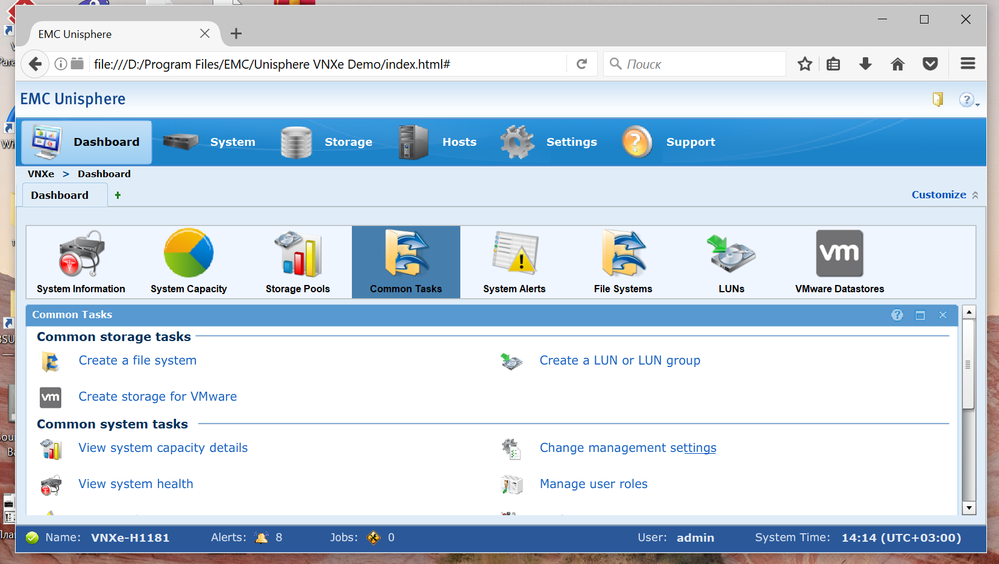 EMC Unisphere
file:///D:/Program Files/EMC/Unisphere VNXe Demo/index.html#
Поиск
EMC Unisphere
Dashboard
System
Storage
Hosts
Settings
Support
VNXe > Dashboard
Dashboard
Customize
System Information
System Capacity
Storage Pools
Common Tasks
System Alerts
File Systems
LUNs
vm
VMware Datastores
Common Tasks
Common storage tasks
Create a file system
Create a LUN or LUN group
vm
Create storage for VMware
Common system tasks
View system capacity details
Change management settings
View system health
Manage user roles
Name: VNXe-H1181
Alerts: 8
Jobs: 0
User: admin
System Time: 14:14 (UTC+03:00)